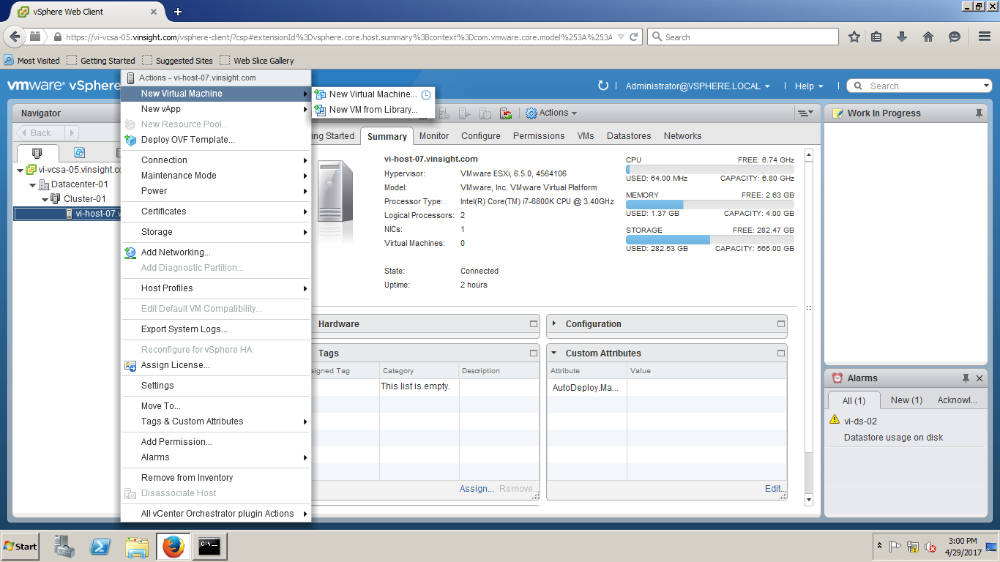 vSphere Web Client
https://vi-vcsa-05.vinsight.com/vsphere-client/?csp#extensionId%3Dvsphere.core.host.summary%3Bcontext%3Dcom.vmware.core.model%253A%253A
Search
Most Visited
Getting Started
Suggested Sites
Web Slice Gallery
vmware® vSphere
Administrator@VSPHERE.LOCAL
Help
Search
Navigator
Back
vi-vcsa-05.vinsight.co
Datacenter-01
Cluster-01
vi-host-07.v
Actions - vi-host-07.vinsight.com
New Virtual Machine
New vApp
New Resource Pool...
Deploy OVF Template...
Connection
Maintenance Mode
Power
Certificates
Storage
Add Networking...
Add Diagnostic Partition...
Host Profiles
Edit Default VM Compatibility...
Export System Logs...
Reconfigure for vSphere HA
Assign License...
Settings
Move To...
Tags & Custom Attributes
Add Permission...
Alarms
Remove from Inventory
Disassociate Host
All vCenter Orchestrator plugin Actions
New Virtual Machine...
New VM from Library...
Actions
ng Started
Summary
Monitor
Configure
Permissions
VMs
Datastores
Networks
vi-host-07.vinsight.com
Hypervisor: VMware ESXi, 6.5.0, 4564106
Model: VMware, Inc. VMware Virtual Platform
Processor Type: Intel(R) Core(TM) i7-6800K CPU @ 3.40GHz
Logical Processors: 2
NICs: 1
Virtual Machines: 0
State: Connected
Uptime: 2 hours
CPU FREE: 6.74 GHz
USED: 64.00 MHz CAPACITY: 6.80 GHz
MEMORY FREE: 2.63 GB
USED: 1.37 GB CAPACITY: 4.00 GB
STORAGE FREE: 282.47 GB
USED: 282.53 GB CAPACITY: 565.00 GB
Hardware
Configuration
Tags
signed Tag Category Description
This list is empty.
Assign... Remove...
Custom Attributes
Attribute Value
AutoDeploy.Ma...
Edit...
Work In Progress
Alarms
All (1) New (1) Acknowl...
vi-ds-02
Datastore usage on disk
Start
C:\.
3:00 PM
4/29/2017